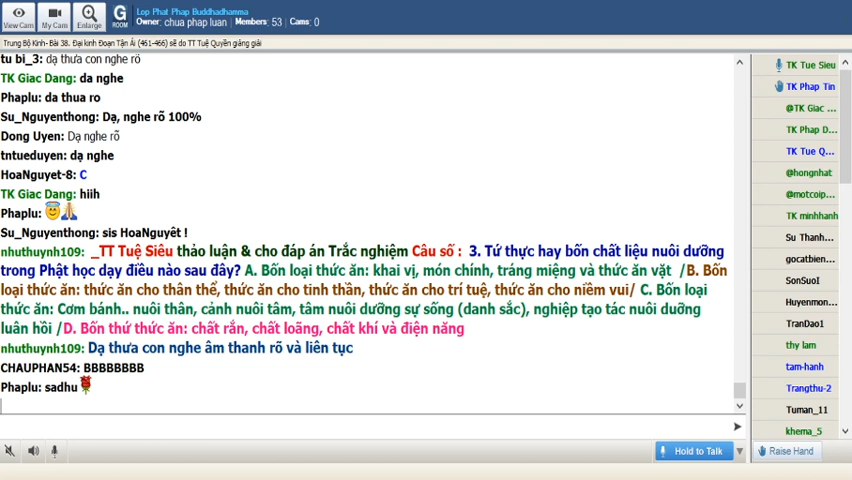 Lop Phat Phap Buddhadhamma
View Cam
My Cam
Enlarge
G
ROOM
Owner: chua phap luan Members: 53 Cams: 0
Trung Bộ Kinh- Bài 38. Đại kinh Đoạn Tận Ái (461-466) sẽ do TT Tuệ Quyền giảng giải
tu bi_3: dạ thưa con nghe rõ
TK Giac Dang: da nghe
Phaplu: da thua ro
Su_Nguyenthong: Dạ, nghe rõ 100%
Dong Uyen: Dạ nghe rõ
tntueduyen: dạ nghe
HoaNguyet-8: C
TK Giac Dang: hiih
Phaplu:
Su_Nguyenthong: sis HoaNguyêt !
nhuthuynh109: _TT Tuệ Siêu thảo luận & cho đáp án Trắc nghiệm Câu số : 3. Tứ thực hay bốn chất liệu nuôi dưỡng
trong Phật học dạy điều nào sau đây? A. Bốn loại thức ăn: khai vị, món chính, tráng miệng và thức ăn vặt /B. Bốn
loại thức ăn: thức ăn cho thân thể, thức ăn cho tinh thần, thức ăn cho trí tuệ, thức ăn cho niềm vui/ C. Bốn loại
thức ăn: Cơm bánh.. nuôi thân, cảnh nuôi tâm, tâm nuôi dưỡng sự sống (danh sắc), nghiệp tạo tác nuôi duỡng
luân hồi /D. Bốn thứ thức ăn: chất rắn, chất loãng, chất khí và điện năng
nhuthuynh109: Dạ thưa con nghe âm thanh rõ và liên tục
CHAUPHAN54: BBBBBBBB
Phaplu: sadhu
TK Tue Sieu
TK Phap Tin
@TK Giac ...
TK Phap D...
TK Tue Q...
@hongnhat
@motcoip...
TK minhhanh
Su Thanh...
gocatbien...
SonSuoI
Huyenmon...
TranDao1
thy lam
tam-hanh
Trangthu-2
Tuman_11
khema_5
Hold to Talk
Raise Hand